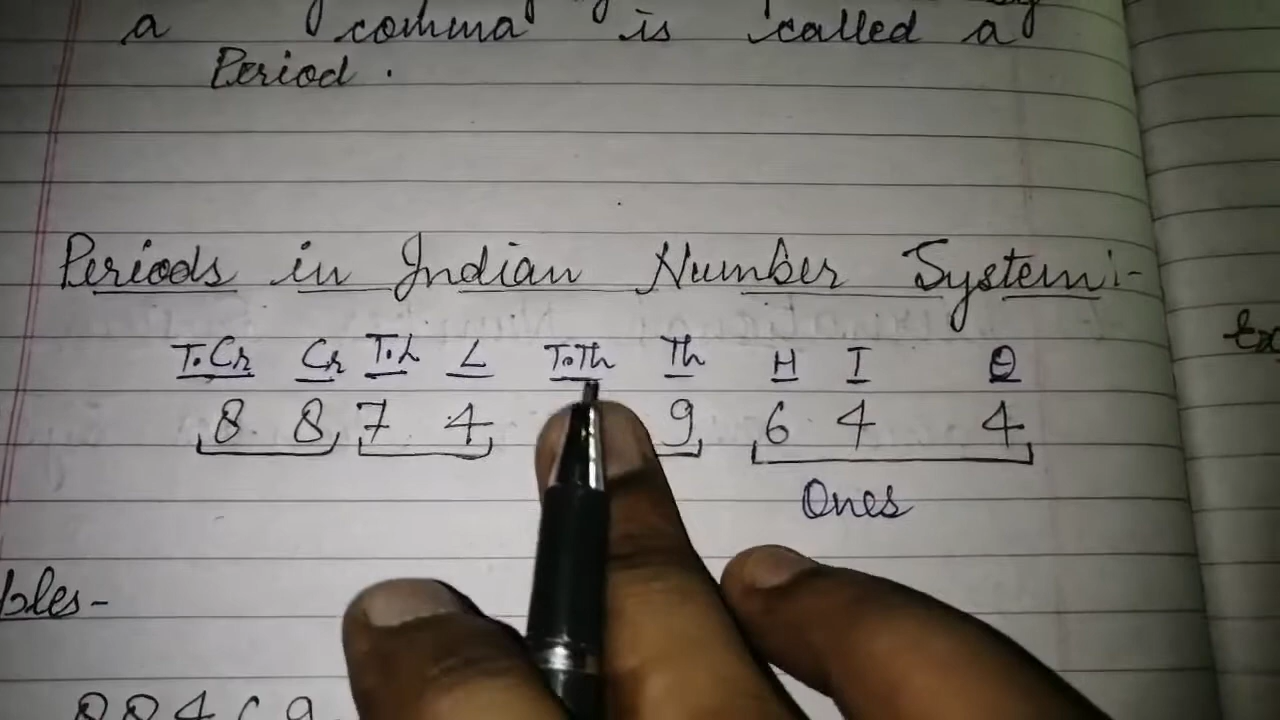 a comma is called a
Period .
Periods in Indian Number System:-
T.Cr Cr T.L L T.Th Th H T O
8 8, 7 4 9 6 4 4
Ones